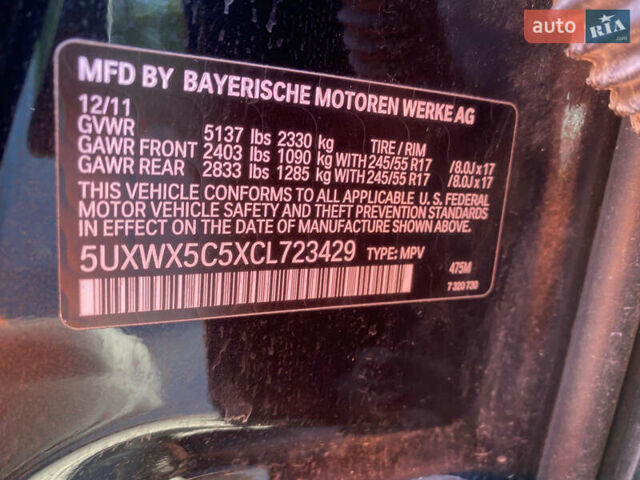 auto RIA .com
MFD BY BAYERISCHE MOTOREN WERKE AG
12/11
GVWR 5137 lbs 2330 kg TIRE / RIM
GAWR FRONT 2403 lbs 1090 kg WITH 245/55 R17 /8.0J x 17
GAWR REAR 2833 lbs 1285 kg WITH 245/55 R17 /8.0J x 17
THIS VEHICLE CONFORMS TO ALL APPLICABLE U. S. FEDERAL
MOTOR VEHICLE SAFETY AND THEFT PREVENTION STANDARDS
IN EFFECT ON THE DATE OF MANUFACTURE SHOWN ABOVE.
5UXWX5C5XCL723429 TYPE: MPV 475M
7 320 730